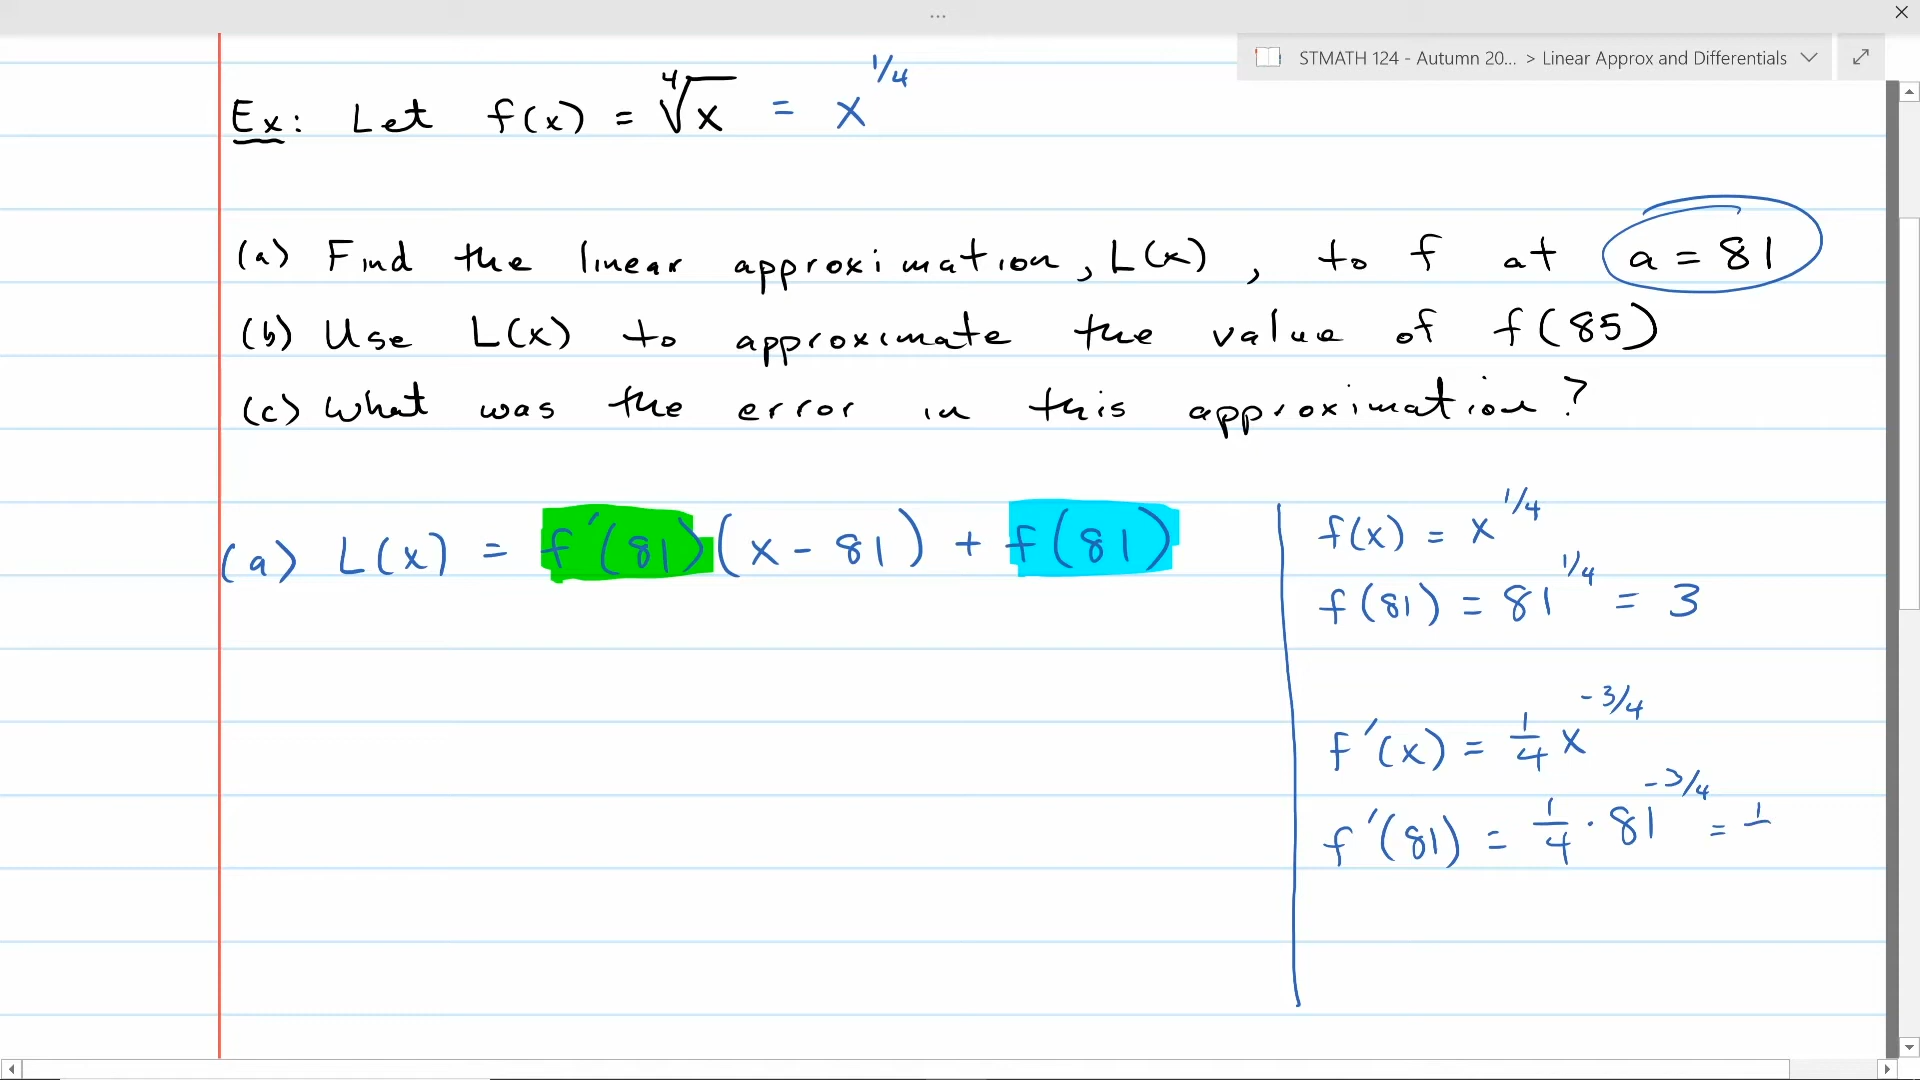 ...
STMATH 124 - Autumn 20... > Linear Approx and Differentials
Ex: Let f(x) = ∜x = x^1/4
(a) Find the linear approximation, L(x), to f at a = 81
(b) Use L(x) to approximate the value of f(85)
(c) What was the error in this approximation?
(a) L(x) = f'(81)(x - 81) + f(81)
f(x) = x^1/4
f(81) = 81^1/4 = 3
f'(x) = 1/4 x^-3/4
f'(81) = 1/4 · 81^-3/4 = 1